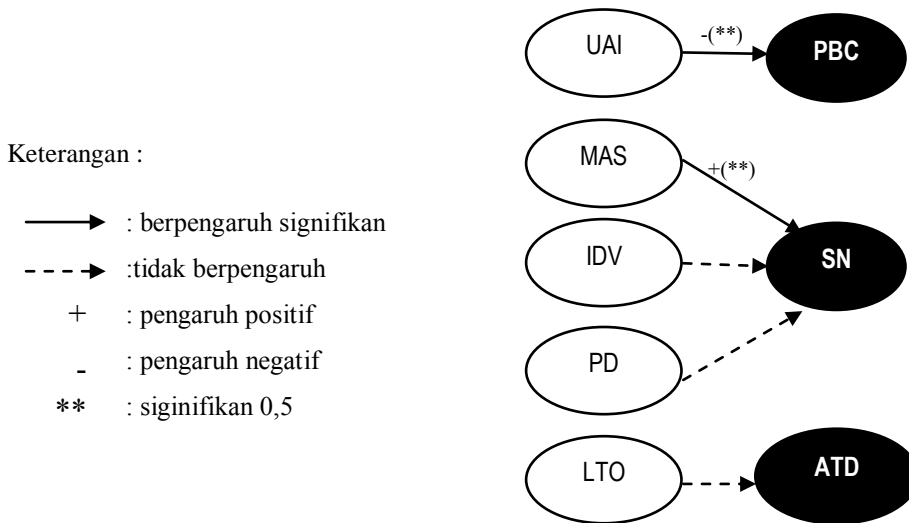 UAI
-(**)
PBC
Keterangan :
MAS
+(**)
: berpengaruh signifikan
IDV
SN
:tidak berpengaruh
+ : pengaruh positif
- : pengaruh negatif
PD
** : siginifikan 0,5
LTO
ATD